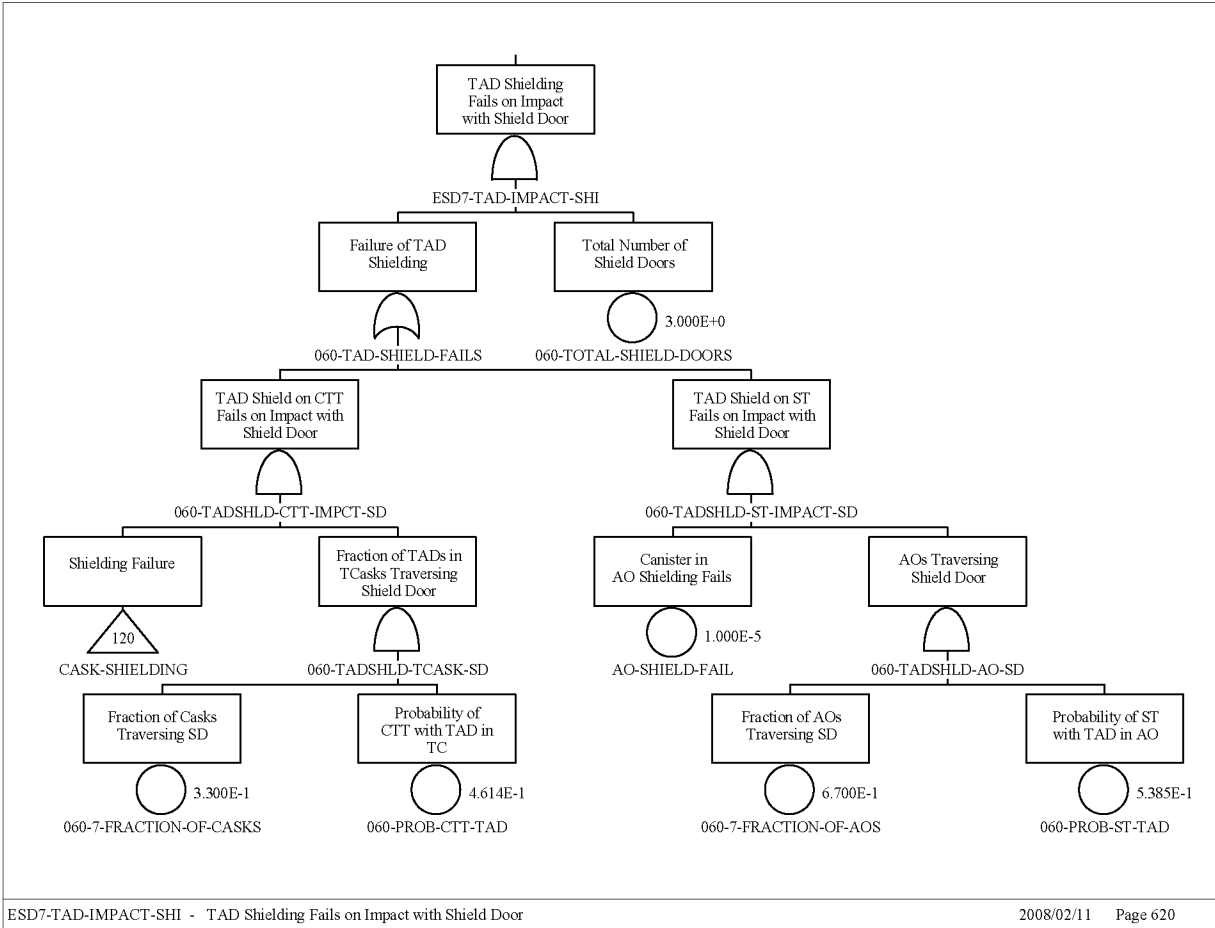 TAD Shielding
Fails on Impact
with Shield Door
ESD7-TAD-IMPACT-SHI
Failure of TAD
Shielding
Total Number of
Shield Doors
3.000E+0
060-TAD-SHIELD-FAILS
060-TOTAL-SHIELD-DOORS
TAD Shield on CTT
Fails on Impact with
Shield Door
TAD Shield on ST
Fails on Impact with
Shield Door
060-TADSHLD-CTT-IMPCT-SD
060-TADSHLD-ST-IMPACT-SD
Shielding Failure
Fraction of TADs in
TCasks Traversing
Shield Door
Canister in
AO Shielding Fails
AOs Traversing
Shield Door
120
1.000E-5
CASK-SHIELDING
060-TADSHLD-TCASK-SD
AO-SHIELD-FAIL
060-TADSHLD-AO-SD
Fraction of Casks
Traversing SD
Probability of
CTT with TAD in
TC
Fraction of AOs
Traversing SD
Probability of ST
with TAD in AO
3.300E-1
4.614E-1
6.700E-1
5.385E-1
060-7-FRACTION-OF-CASKS
060-PROB-CTT-TAD
060-7-FRACTION-OF-AOS
060-PROB-ST-TAD
ESD7-TAD-IMPACT-SHI - TAD Shielding Fails on Impact with Shield Door
2008/02/11 Page 620